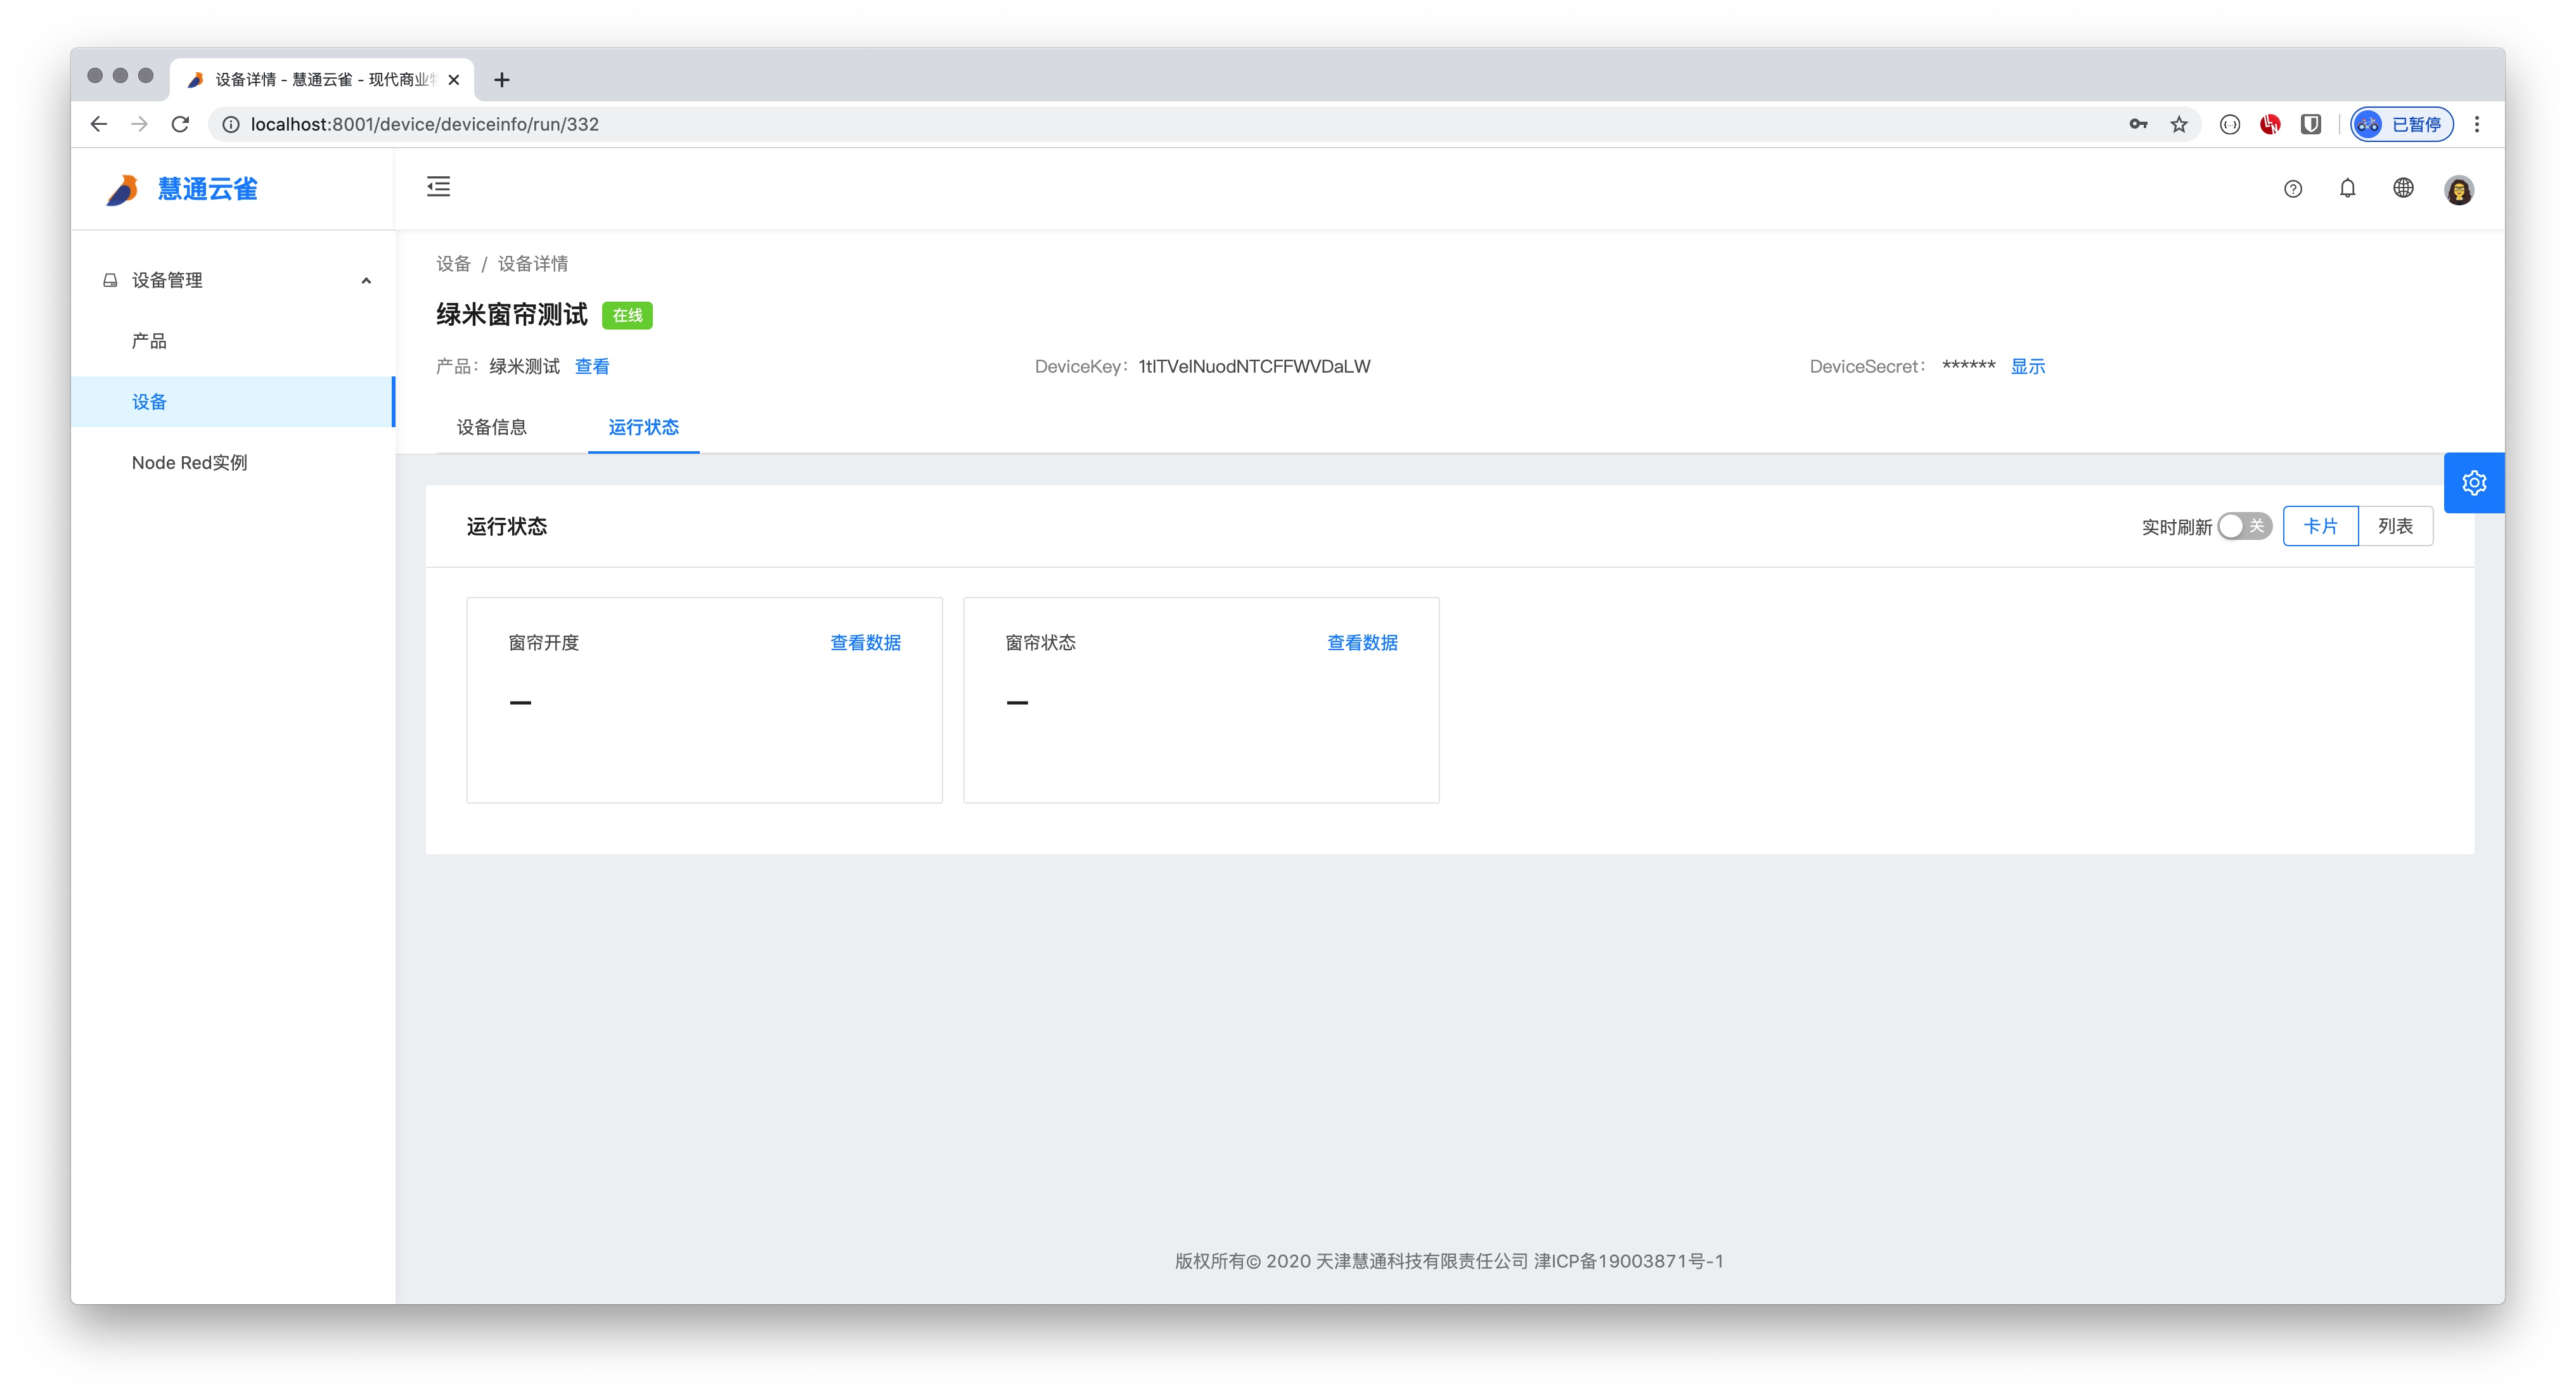 设备详情 - 慧通云雀 - 现代商业
localhost:8001/device/deviceinfo/run/332
已暂停
慧通云雀
设备管理
产品
设备
Node Red实例
设备 / 设备详情
绿米窗帘测试 在线
产品: 绿米测试 查看 DeviceKey: 1tITVeINuodNTCFFWVDaLW DeviceSecret: ****** 显示
设备信息 运行状态
运行状态 实时刷新 关 卡片 列表
窗帘开度 查看数据
—
窗帘状态 查看数据
—
版权所有© 2020 天津慧通科技有限责任公司 津ICP备19003871号-1